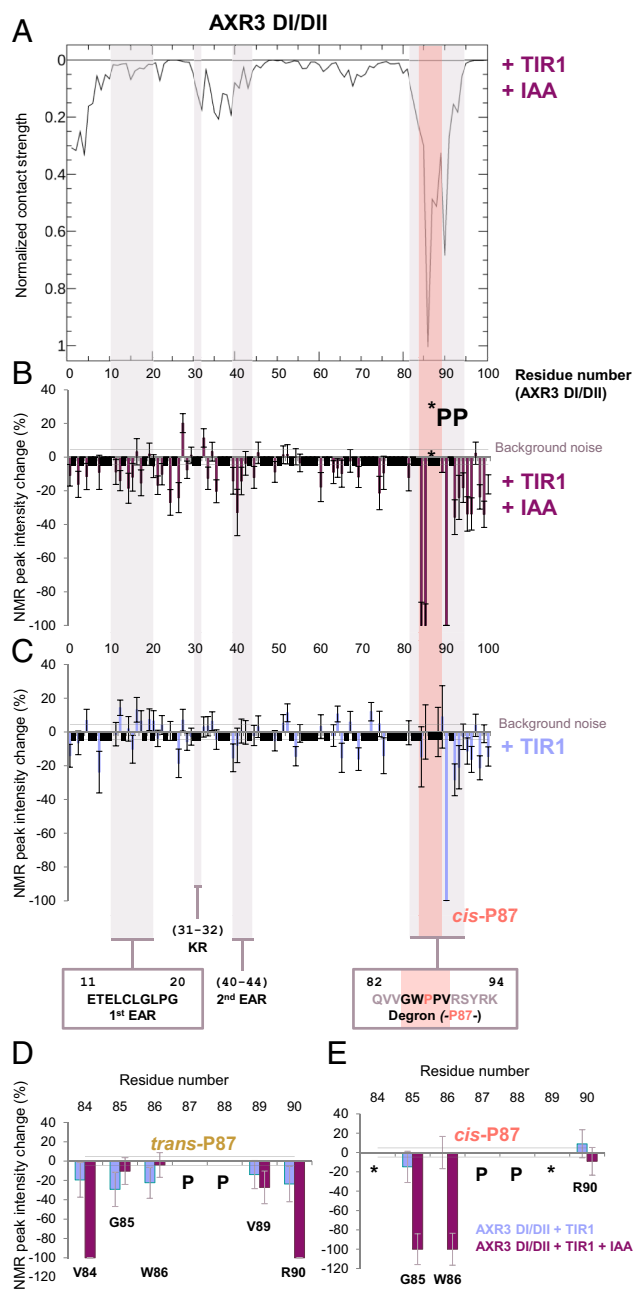 AXR3 DI/DII
A
+ TIR1
+ IAA
Normalized contact strength
0
0.2
0.4
0.6
0.8
1
0 10 20 30 40 50 60 70 80 90 100
Residue number
(AXR3 DI/DII)
B
NMR peak intensity change (%)
40
20
0
-20
-40
-60
-80
-100
*PP
*
Background noise
+ TIR1
+ IAA
C
0 10 20 30 40 50 60 70 80 90 100
NMR peak intensity change (%)
40
20
0
-20
-40
-60
-80
-100
Background noise
+ TIR1
cis-P87
(31-32)
KR
11 20
ETELCLGLPG
1st EAR
(40-44)
2nd EAR
82 94
QVVGWPPVRSYRK
Degron (-P87-)
D
Residue number
84 85 86 87 88 89 90
NMR peak intensity change (%)
40
20
0
-20
-40
-60
-80
-100
-120
trans-P87
P P
G85
V89
W86
V84
R90
E
Residue number
84 85 86 87 88 89 90
40
20
0
-20
-40
-60
-80
-100
-120
cis-P87
* P P *
R90
AXR3 DI/DII + TIR1
AXR3 DI/DII + TIR1 + IAA
G85 W86